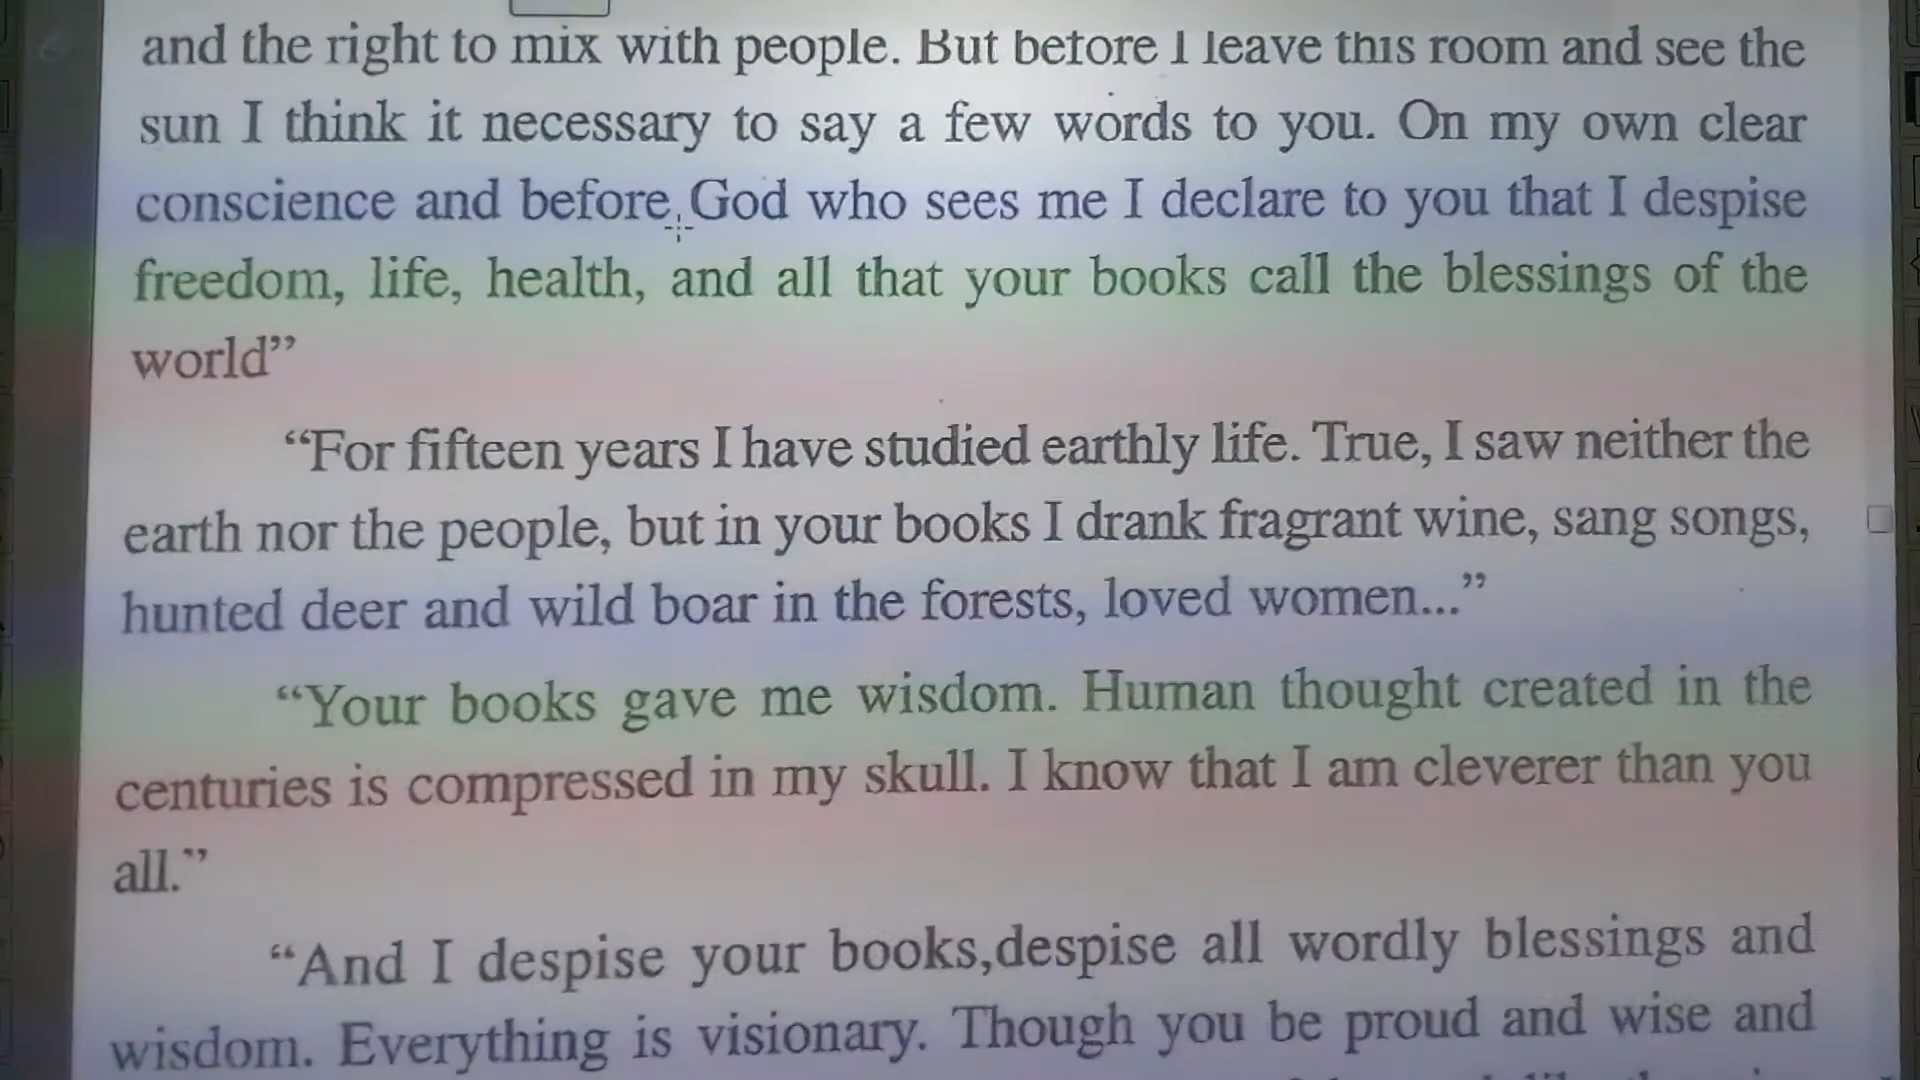 and the right to mix with people. But before I leave this room and see the
sun I think it necessary to say a few words to you. On my own clear
conscience and before God who sees me I declare to you that I despise
freedom, life, health, and all that your books call the blessings of the
world”
“For fifteen years I have studied earthly life. True, I saw neither the
earth nor the people, but in your books I drank fragrant wine, sang songs,
hunted deer and wild boar in the forests, loved women...”
“Your books gave me wisdom. Human thought created in the
centuries is compressed in my skull. I know that I am cleverer than you
all.”
“And I despise your books,despise all wordly blessings and
wisdom. Everything is visionary. Though you be proud and wise and